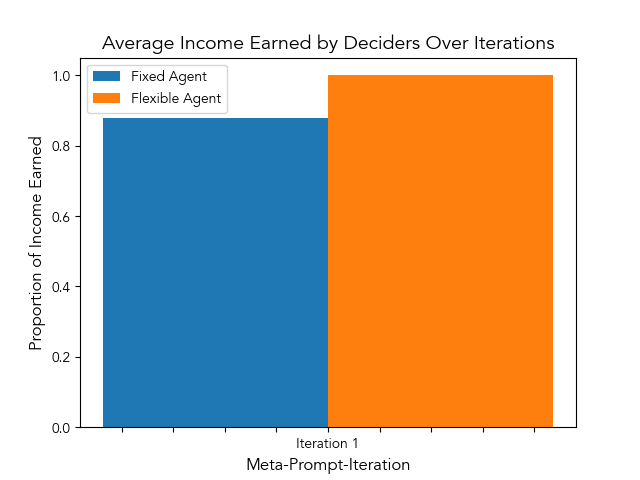 Average Income Earned by Deciders Over Iterations
Fixed Agent
Flexible Agent
Proportion of Income Earned
1.0
0.8
0.6
0.4
0.2
0.0
Iteration 1
Meta-Prompt-Iteration